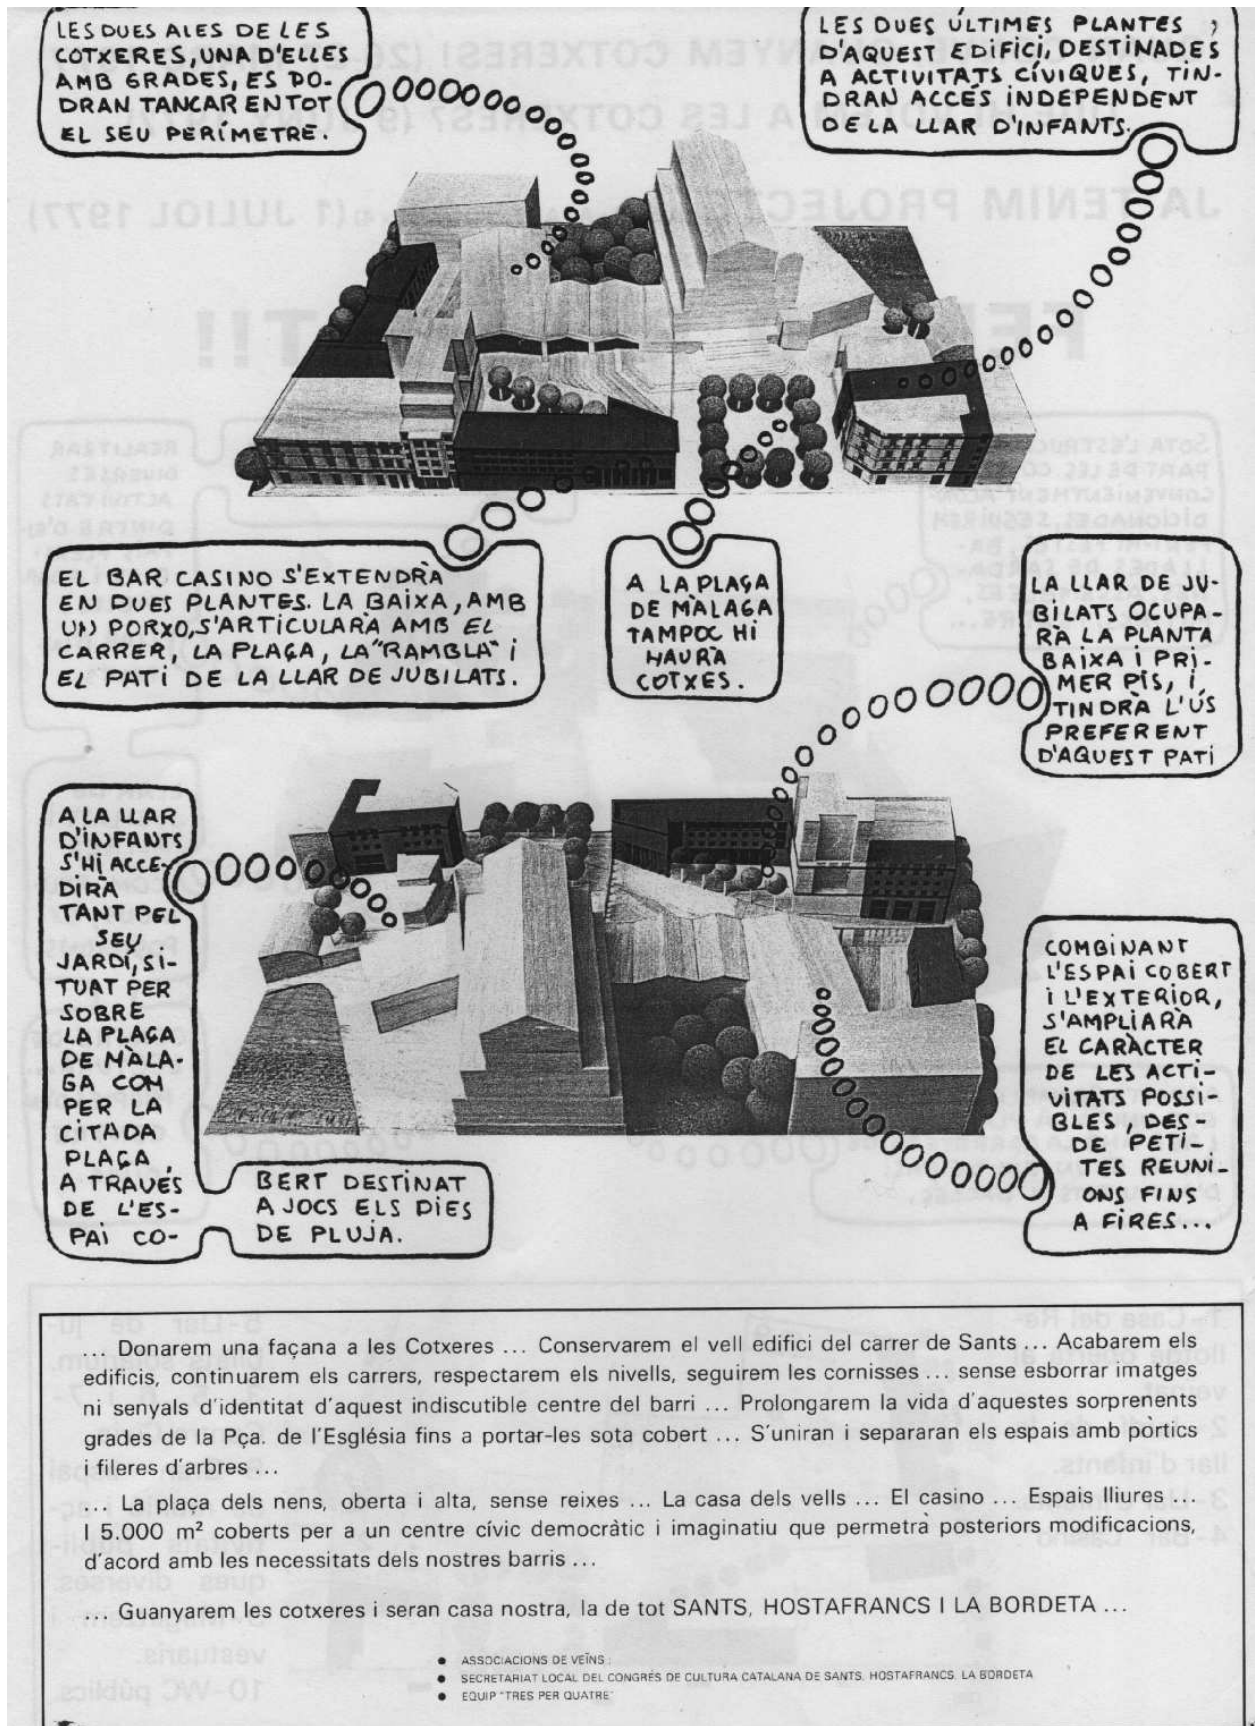 LES DUES ALES DE LES
COTXERES, UNA D'ELLES
AMB GRADES, ES PO-
DRAN TANCAR EN TOT
EL SEU PERÍMETRE.
LES DUES ÚLTIMES PLANTES,
D'AQUEST EDIFICI, DESTINADES
A ACTIVITATS CÍVIQUES, TIN-
DRAN ACCÉS INDEPENDENT
DE LA LLAR D'INFANTS.
EL BAR CASINO S'EXTENDRÀ
EN DUES PLANTES. LA BAIXA, AMB
UN PORXO, S'ARTICULARÀ AMB EL
CARRER, LA PLAÇA, LA "RAMBLA" i
EL PATI DE LA LLAR DE JUBILATS.
A LA PLAÇA
DE MÀLAGA
TAMPOC HI
HAURÀ
COTXES.
LA LLAR DE JU-
BILATS OCUPA-
RÀ LA PLANTA
BAIXA I PRI-
MER PIS, I,
TINDRÀ L'ÚS
PREFERENT
D'AQUEST PATI
A LA LLAR
D'INFANTS
S'HI ACCE-
DIRÀ
TANT PEL
SEU
JARDÍ, SI-
TUAT PER
SOBRE
LA PLAÇA
DE MÀLA-
GA COM
PER LA
CITADA
PLAÇA,
A TRAVÉS
DE L'ES-
PAI CO-
BERT DESTINAT
A JOCS ELS DIES
DE PLUJA.
COMBINANT
L'ESPAI COBERT
i L'EXTERIOR,
S'AMPLIARÀ
EL CARÀCTER
DE LES ACTI-
VITATS POSSI-
BLES, DES-
DE PETI-
TES REUNI-
ONS FINS
A FIRES...
... Donarem una façana a les Cotxeres ... Conservarem el vell edifici del carrer de Sants ... Acabarem els
edificis, continuarem els carrers, respectarem els nivells, seguirem les cornisses ... sense esborrar imatges
ni senyals d'identitat d'aquest indiscutible centre del barri ... Prolongarem la vida d'aquestes sorprenents
grades de la Pça. de l'Església fins a portar-les sota cobert ... S'uniran i separaran els espais amb pòrtics
i fileres d'arbres ...
... La plaça dels nens, oberta i alta, sense reixes ... La casa dels vells ... El casino ... Espais lliures ...
I 5.000 m² coberts per a un centre cívic democràtic i imaginatiu que permetrà posteriors modificacions,
d'acord amb les necessitats dels nostres barris ...
... Guanyarem les cotxeres i seran casa nostra, la de tot SANTS, HOSTAFRANCS I LA BORDETA ...
● ASSOCIACIONS DE VEÏNS :
● SECRETARIAT LOCAL DEL CONGRÉS DE CULTURA CATALANA DE SANTS. HOSTAFRANCS. LA BORDETA
● EQUIP "TRES PER QUATRE"